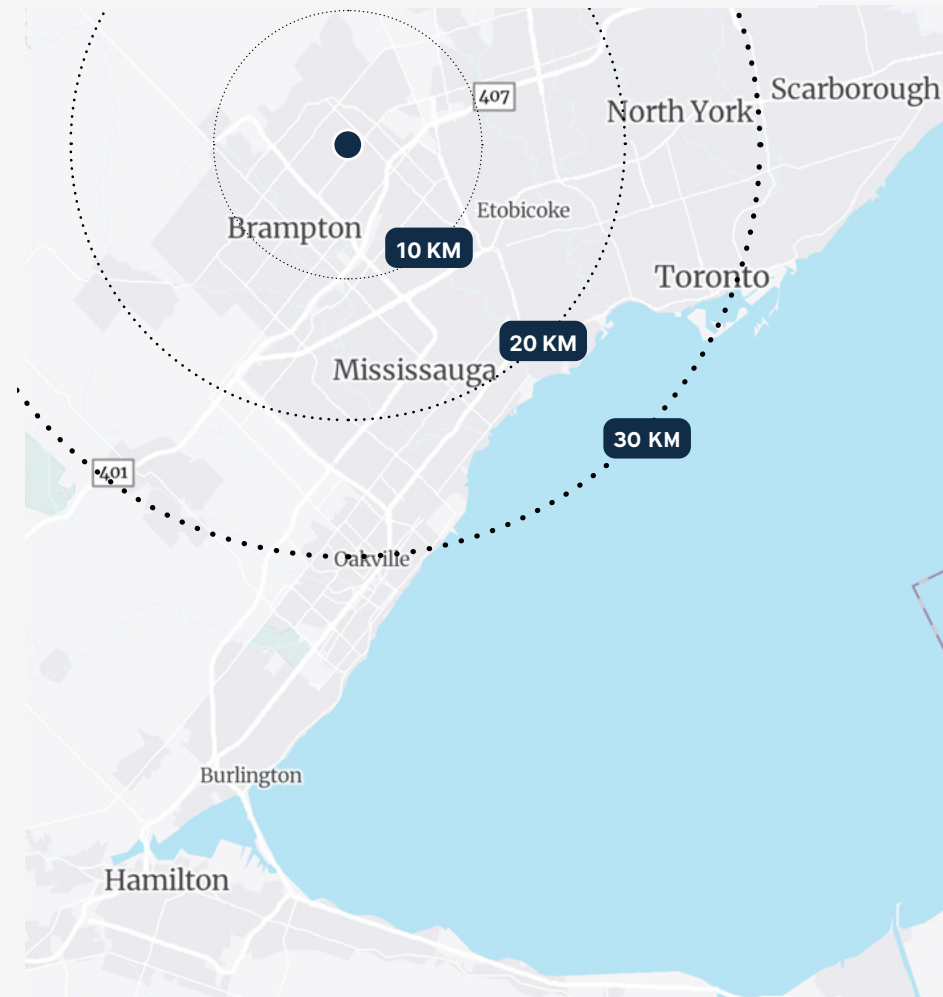 Scarborough
407
North York
Etobicoke
Brampton
10 KM
Toronto
20 KM
Mississauga
30 KM
401
Oakville
Burlington
Hamilton